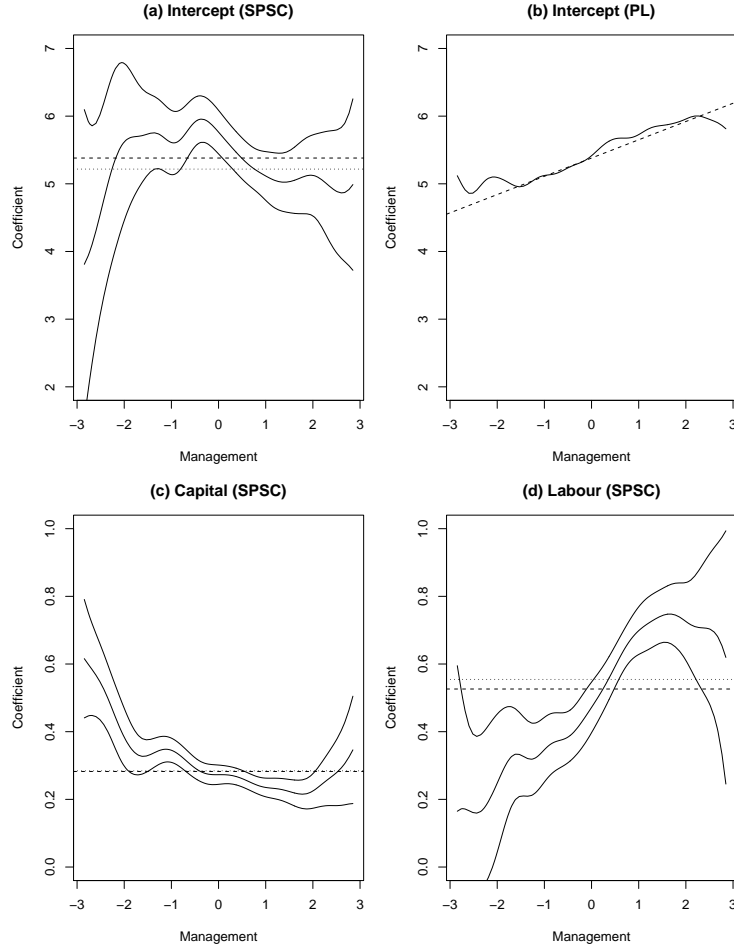 (a) Intercept (SPSC)
Coefficient
7
6
5
4
3
2
−3 −2 −1 0 1 2 3
Management
(b) Intercept (PL)
Coefficient
7
6
5
4
3
2
−3 −2 −1 0 1 2 3
Management
(c) Capital (SPSC)
Coefficient
1.0
0.8
0.6
0.4
0.2
0.0
−3 −2 −1 0 1 2 3
Management
(d) Labour (SPSC)
Coefficient
1.0
0.8
0.6
0.4
0.2
0.0
−3 −2 −1 0 1 2 3
Management